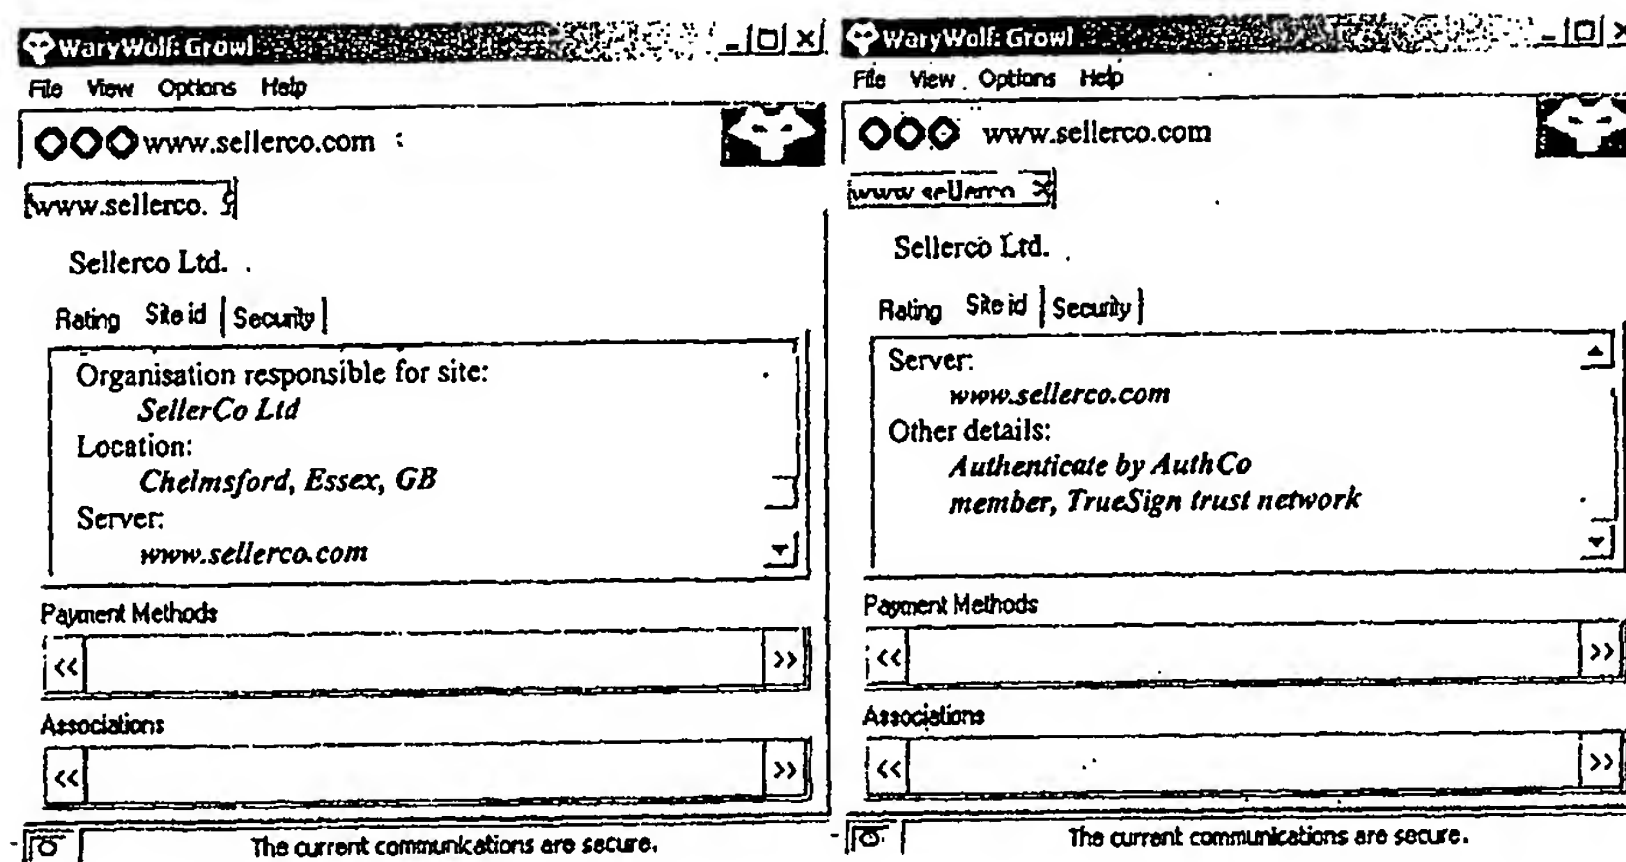 WaryWolf: Growl
File View Options Help
www.sellerco.com
www.sellerco.
Sellerco Ltd.
Rating Site id Security
Organisation responsible for site:
SellerCo Ltd
Location:
Chelmsford, Essex, GB
Server:
www.sellerco.com
Payment Methods
<< >>
Associations
<< >>
The current communications are secure.
WaryWolf: Growl
File View Options Help
www.sellerco.com
www.sellerco
Sellerco Ltd.
Rating Site id Security
Server:
www.sellerco.com
Other details:
Authenticate by AuthCo
member, TrueSign trust network
Payment Methods
<< >>
Associations
<< >>
The current communications are secure.